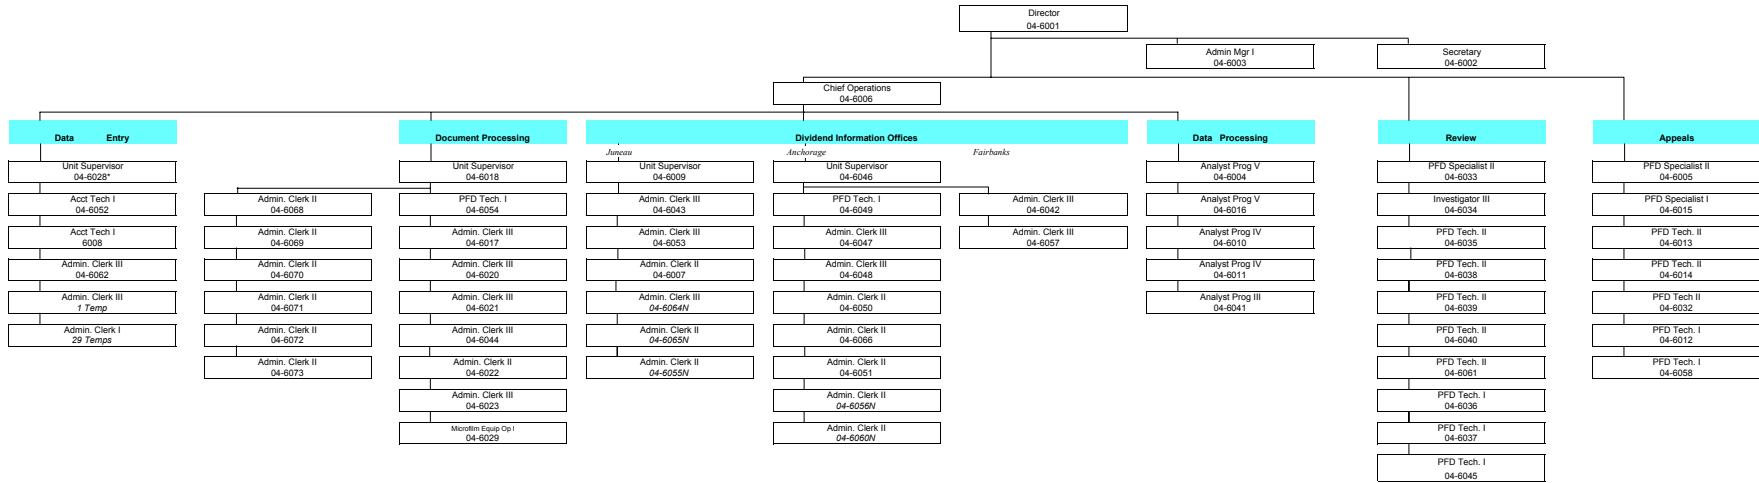 Director
04-6001
Admin Mgr I
04-6003
Secretary
04-6002
Chief Operations
04-6006
Data Entry
Document Processing
Dividend Information Offices
Data Processing
Review
Appeals
Juneau
Anchorage
Fairbanks
Unit Supervisor
04-6028*
Acct Tech I
04-6052
Acct Tech I
6008
Admin. Clerk III
04-6062
Admin. Clerk III
1 Temp
Admin. Clerk I
29 Temps
Admin. Clerk II
04-6068
Admin. Clerk II
04-6069
Admin. Clerk II
04-6070
Admin. Clerk II
04-6071
Admin. Clerk II
04-6072
Admin. Clerk II
04-6073
Unit Supervisor
04-6018
PFD Tech. I
04-6054
Admin. Clerk III
04-6017
Admin. Clerk III
04-6020
Admin. Clerk III
04-6021
Admin. Clerk III
04-6044
Admin. Clerk II
04-6022
Admin. Clerk III
04-6023
Microfilm Equip Op I
04-6029
Unit Supervisor
04-6009
Admin. Clerk III
04-6043
Admin. Clerk III
04-6053
Admin. Clerk II
04-6007
Admin. Clerk III
04-6064N
Admin. Clerk II
04-6065N
Admin. Clerk II
04-6055N
Unit Supervisor
04-6046
PFD Tech. I
04-6049
Admin. Clerk III
04-6047
Admin. Clerk III
04-6048
Admin. Clerk II
04-6050
Admin. Clerk II
04-6066
Admin. Clerk II
04-6051
Admin. Clerk II
04-6056N
Admin. Clerk II
04-6060N
Admin. Clerk III
04-6042
Admin. Clerk III
04-6057
Analyst Prog V
04-6004
Analyst Prog V
04-6016
Analyst Prog IV
04-6010
Analyst Prog IV
04-6011
Analyst Prog III
04-6041
PFD Specialist II
04-6033
Investigator III
04-6034
PFD Tech. II
04-6035
PFD Tech. II
04-6038
PFD Tech. II
04-6039
PFD Tech. II
04-6040
PFD Tech. II
04-6061
PFD Tech. I
04-6036
PFD Tech. I
04-6037
PFD Tech. I
04-6045
PFD Specialist II
04-6005
PFD Specialist I
04-6015
PFD Tech. II
04-6013
PFD Tech. II
04-6014
PFD Tech II
04-6032
PFD Tech. I
04-6012
PFD Tech. I
04-6058